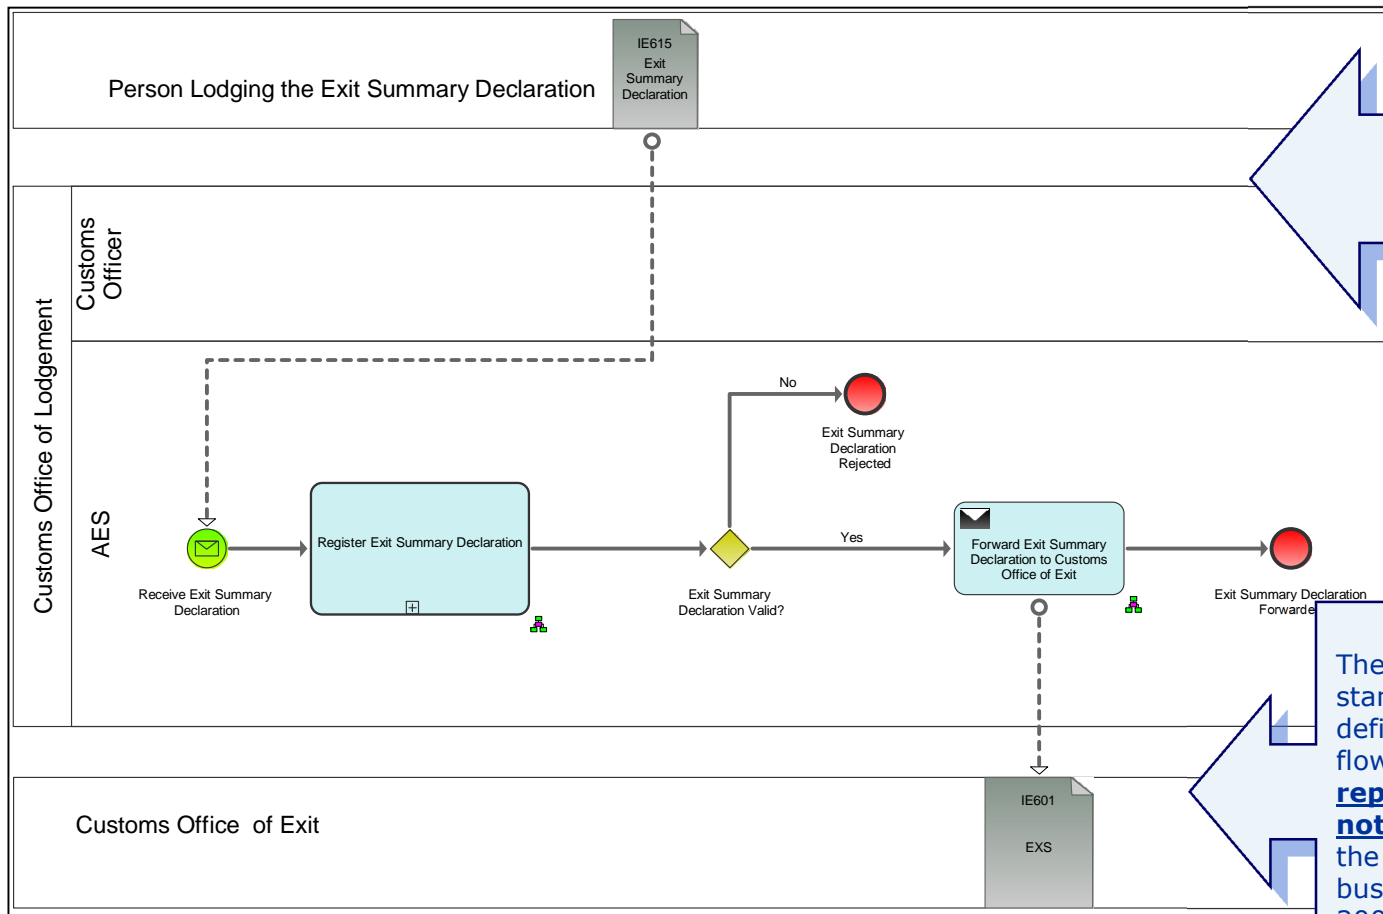 IE615
Exit
Summary
Declaration
Person Lodging the Exit Summary Declaration
Customs Office of Lodgement
Customs
Officer
AES
No
Exit Summary
Declaration
Rejected
Receive Exit Summary
Declaration
Register Exit Summary Declaration
Exit Summary
Declaration Valid?
Yes
Forward Exit Summary
Declaration to Customs
Office of Exit
Exit Summary Declaration
Forwarde
The
stan
defi
flow
rep
not
the
bus
Customs Office of Exit
IE601
EXS